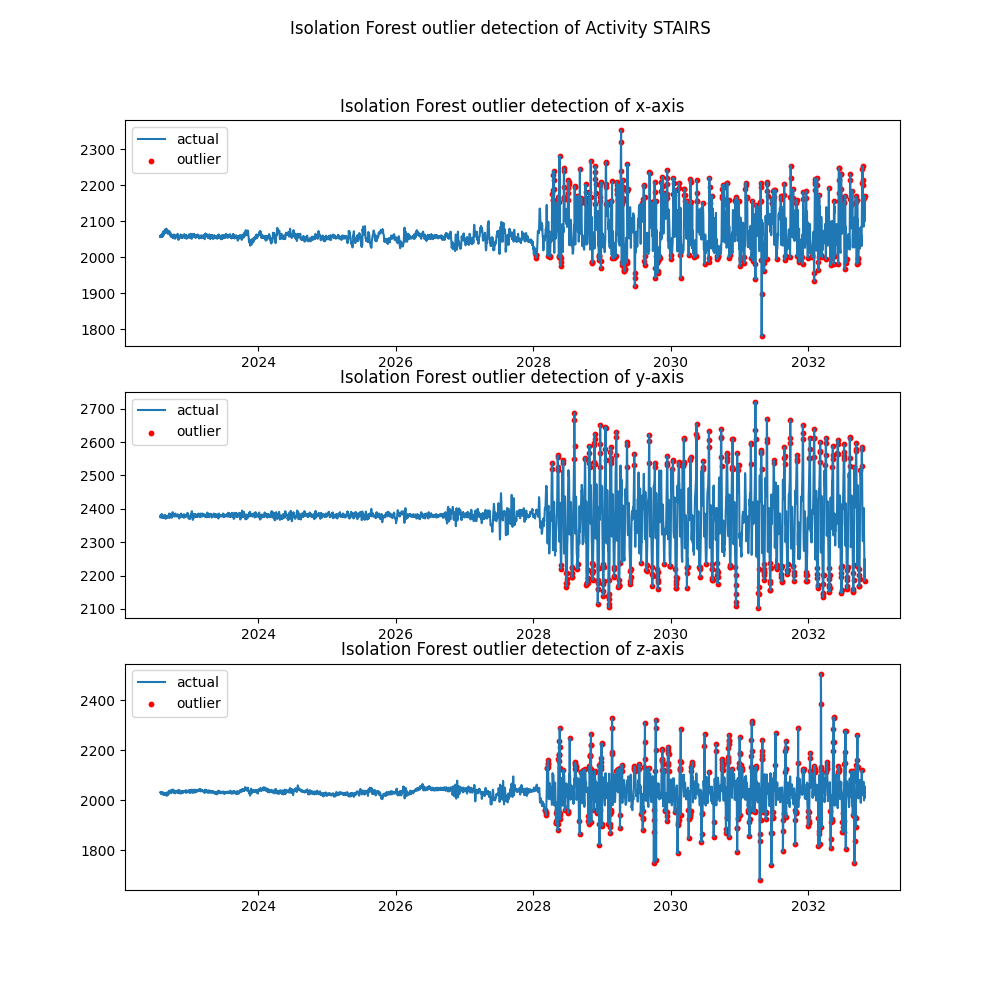 Isolation Forest outlier detection of Activity STAIRS
Isolation Forest outlier detection of x-axis
actual
outlier
2300
2200
2100
2000
1900
1800
2024 2026 2028 2030 2032
Isolation Forest outlier detection of y-axis
actual
outlier
2700
2600
2500
2400
2300
2200
2100
2024 2026 2028 2030 2032
Isolation Forest outlier detection of z-axis
actual
outlier
2400
2200
2000
1800
2024 2026 2028 2030 2032